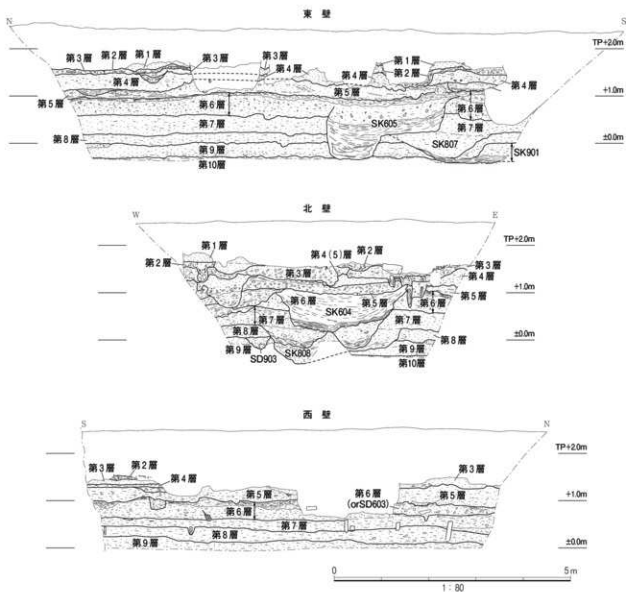 東 壁
N
S
TP+2.0m
第1層
第2層
第3層
第3層
第3層
第4層
第1層
第2層
第4層
第4層
第4層
第5層
+1.0m
第5層
第6層
第6層
第7層
SK605
第7層
第8層
±0.0m
第9層
SK807
SK901
第10層
北 壁
W
E
TP+2.0m
第1層
第4(5)層
第2層
第2層
第3層
第3層
第4層
+1.0m
第5層
第6層
第5層
第6層
SK604
第7層
第7層
±0.0m
第8層
第8層
第9層
SD903
SK808
第9層
第10層
西 壁
S
N
TP+2.0m
第3層
第2層
第4層
第3層
第5層
第6層
(orSD603)
第5層
+1.0m
第6層
第7層
第8層
第9層
±0.0m
0
5m
1:80